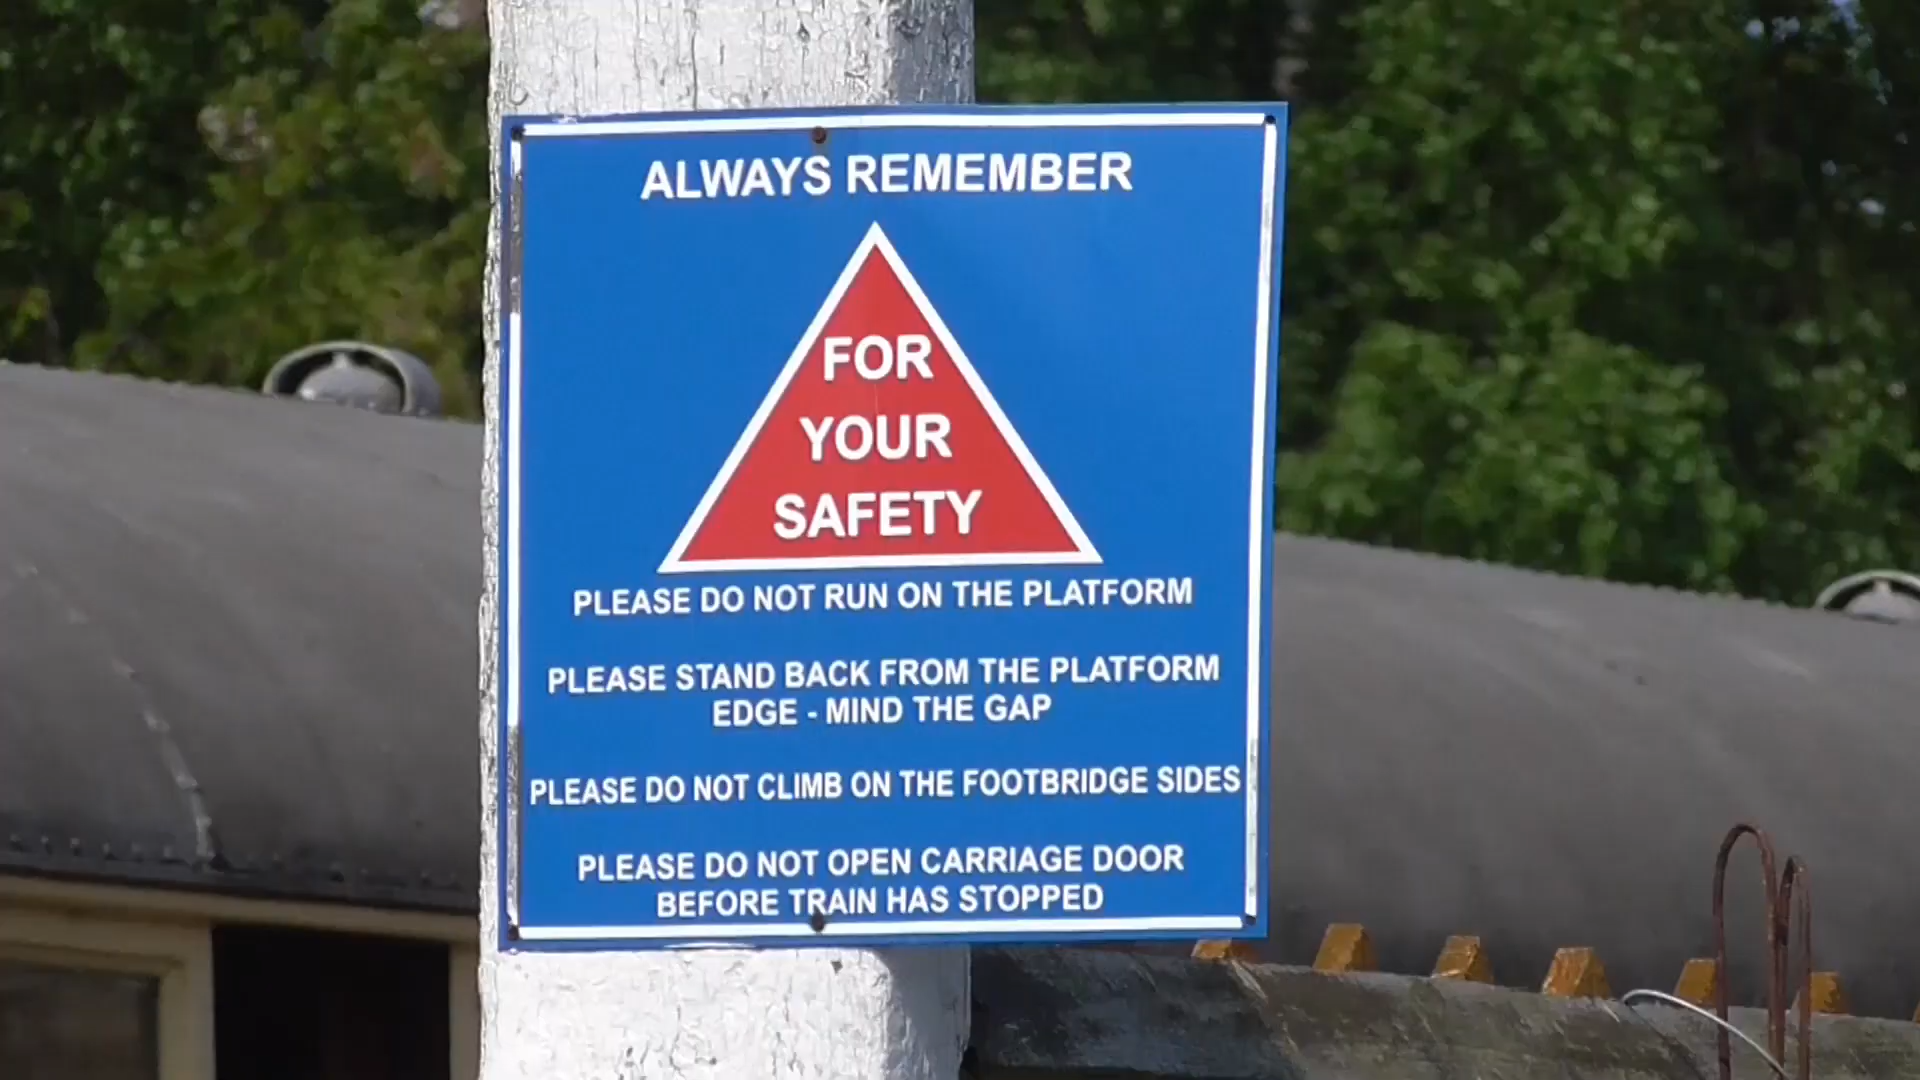 ALWAYS REMEMBER
FOR
YOUR
SAFETY
PLEASE DO NOT RUN ON THE PLATFORM
PLEASE STAND BACK FROM THE PLATFORM
EDGE - MIND THE GAP
PLEASE DO NOT CLIMB ON THE FOOTBRIDGE SIDES
PLEASE DO NOT OPEN CARRIAGE DOOR
BEFORE TRAIN HAS STOPPED